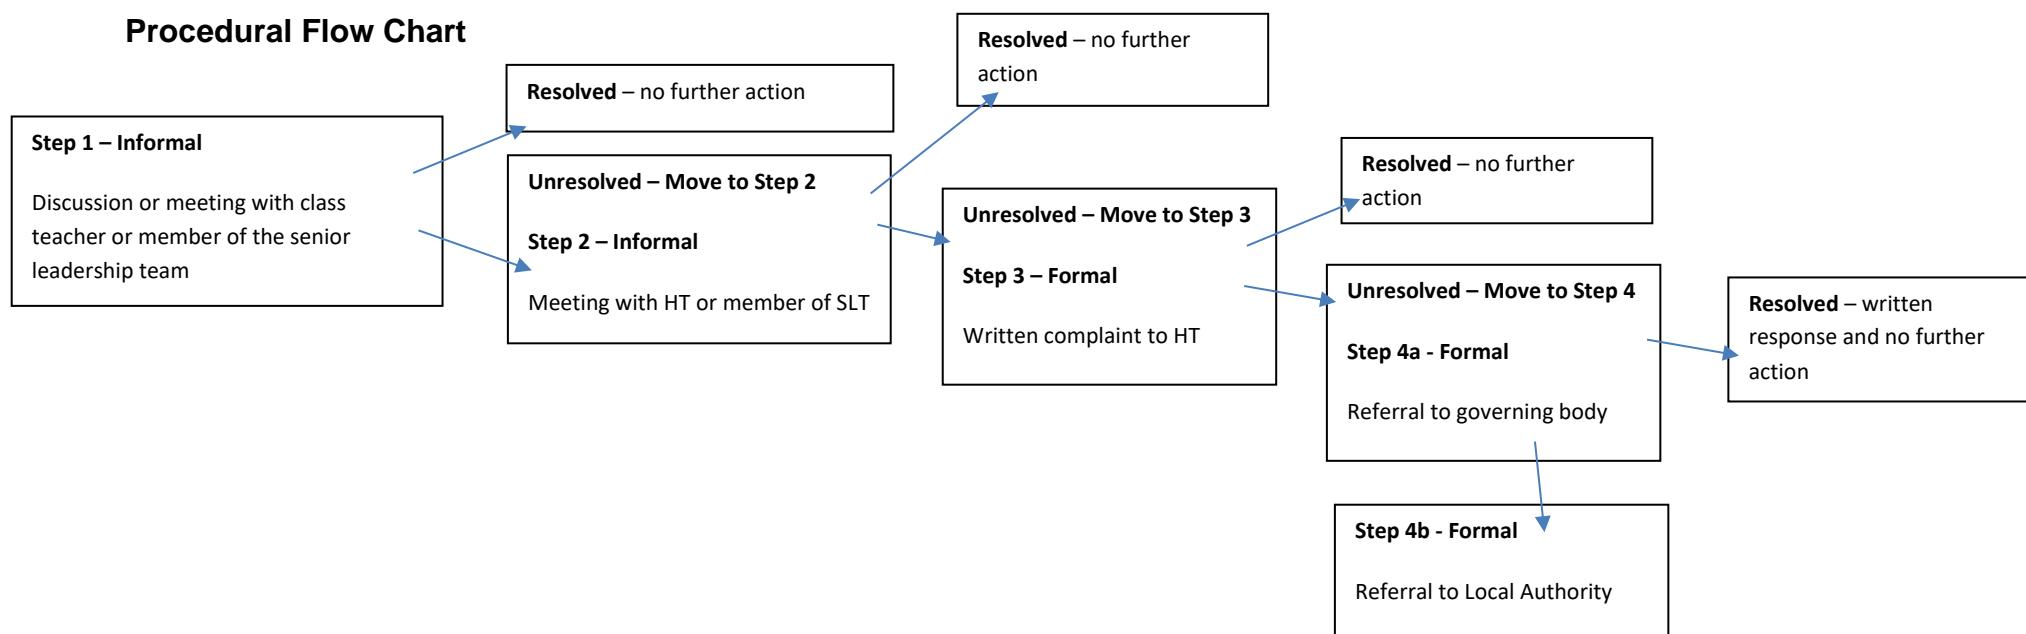 Procedural Flow Chart
Step 1 – Informal
Discussion or meeting with class
teacher or member of the senior
leadership team
Resolved – no further action
Unresolved – Move to Step 2
Step 2 – Informal
Meeting with HT or member of SLT
Resolved – no further
action
Unresolved – Move to Step 3
Step 3 – Formal
Written complaint to HT
Resolved – no further
action
Unresolved – Move to Step 4
Step 4a - Formal
Referral to governing body
Resolved – written
response and no further
action
Step 4b - Formal
Referral to Local Authority